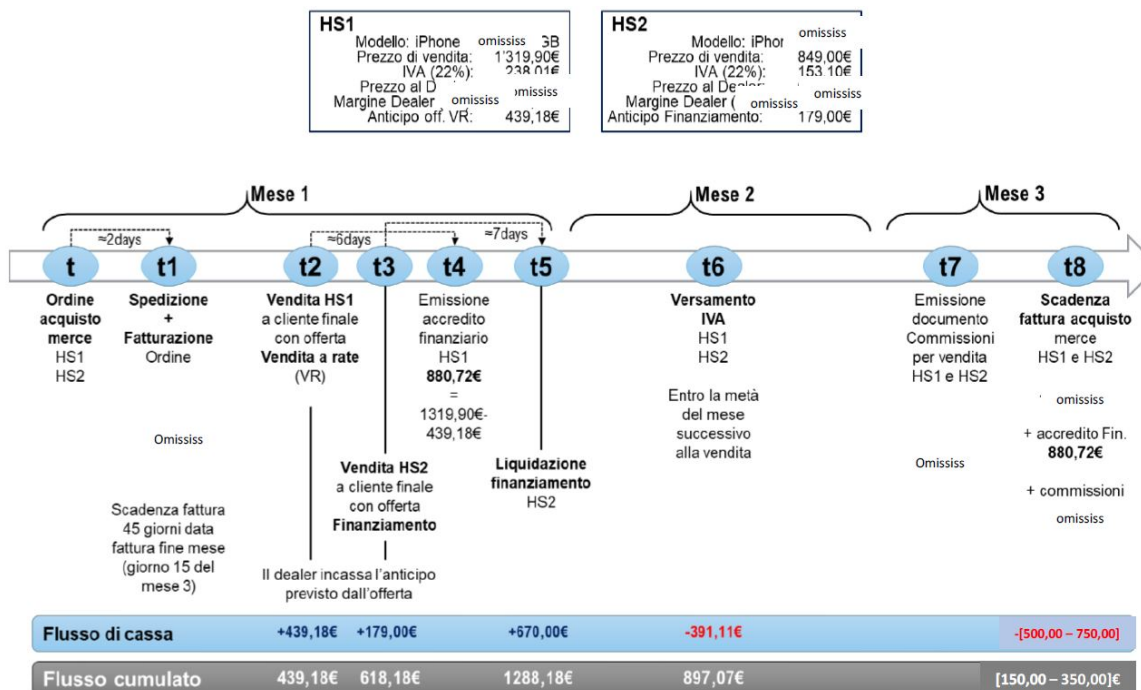 HS1
Modello: iPhone omississ GB
Prezzo di vendita: 1'319,90€
IVA (22%): 238,01€
Prezzo al omississ
Margine Dealer omississ
Anticipo off. VR: 439,18€
HS2
Modello: omississ
Prezzo di vendita: 849,00€
IVA (22%): 153,10€
Prezzo al omississ
Margine Dealer ( omississ
Anticipo Finanziamento: 179,00€
Mese 1
Mese 2
Mese 3
≈2days
≈6days
≈7days
t
t1
t2
t3
t4
t5
t6
t7
t8
Ordine
acquisto
merce
HS1
HS2
Spedizione
+
Fatturazione
Ordine
Omississ
Scadenza fattura
45 giorni data
fattura fine mese
(giorno 15 del
mese 3)
Vendita HS1
a cliente finale
con offerta
Vendita a rate
(VR)
Vendita HS2
a cliente finale
con offerta
Finanziamento
Il dealer incassa l'anticipo
previsto dall'offerta
Emissione
accredito
finanziario
HS1
880,72€
=
1319,90€-
439,18€
Liquidazione
finanziamento
HS2
Versamento
IVA
HS1
HS2
Entro la metà
del mese
successivo
alla vendita
Emissione
documento
Commissioni
per vendita
HS1 e HS2
Omississ
Scadenza
fattura acquisto
merce
HS1 e HS2
omississ
+ accredito Fin.
880,72€
+ commissioni
omississ
Flusso di cassa +439,18€ +179,00€ +670,00€ -391,11€ -[500,00 – 750,00]
Flusso cumulato 439,18€ 618,18€ 1288,18€ 897,07€ [150,00 – 350,00]€